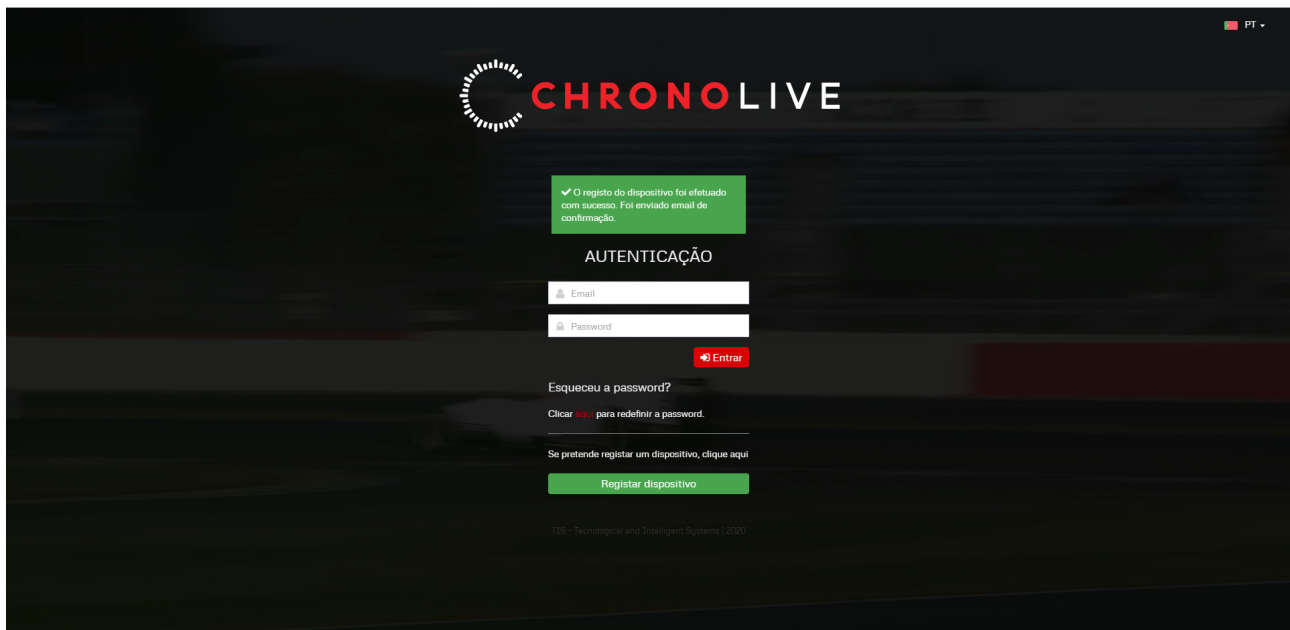 PT
CHRONOLIVE
O registo do dispositivo foi efetuado
com sucesso. Foi enviado email de
confirmação.
AUTENTICAÇÃO
Email
Password
Entrar
Esqueceu a password?
Clicar aqui para redefinir a password.
Se pretende registar um dispositivo, clique aqui
Registar dispositivo
TIS - Tecnological and Intelligent Systems | 2020